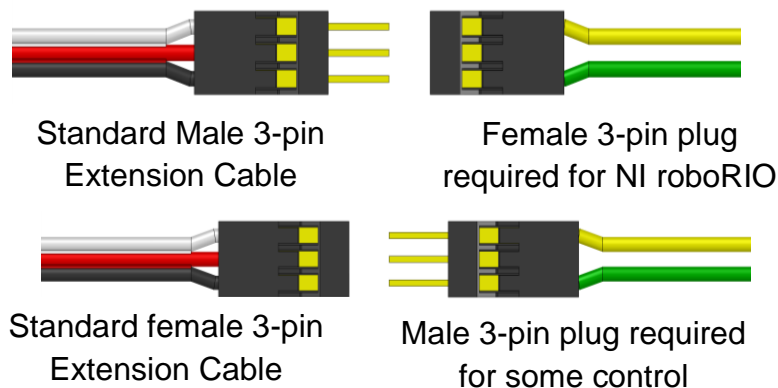 Standard Male 3-pin
Extension Cable
Female 3-pin plug
required for NI roboRIO
Standard female 3-pin
Extension Cable
Male 3-pin plug required
for some control